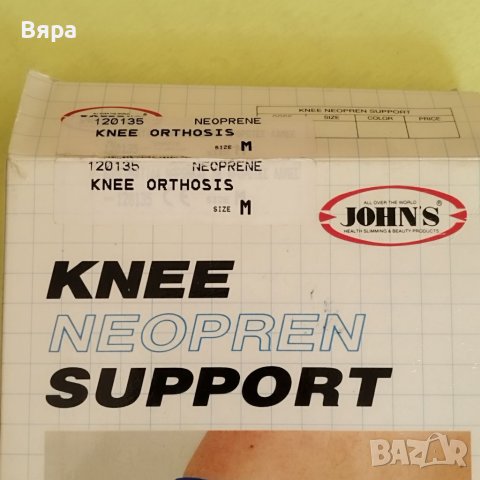 Вяра
KNEE NEOPREN SUPPORT
SIZE COLOR PRICE
120135 NEOPRENE
KNEE ORTHOSIS
SIZE M
120135 NEOPRENE
KNEE ORTHOSIS
SIZE M
ALL OVER THE WORLD
JOHN'S ®
HEALTH SLIMMING & BEAUTY PRODUCTS
KNEE
NEOPREN
SUPPORT
BAZAR